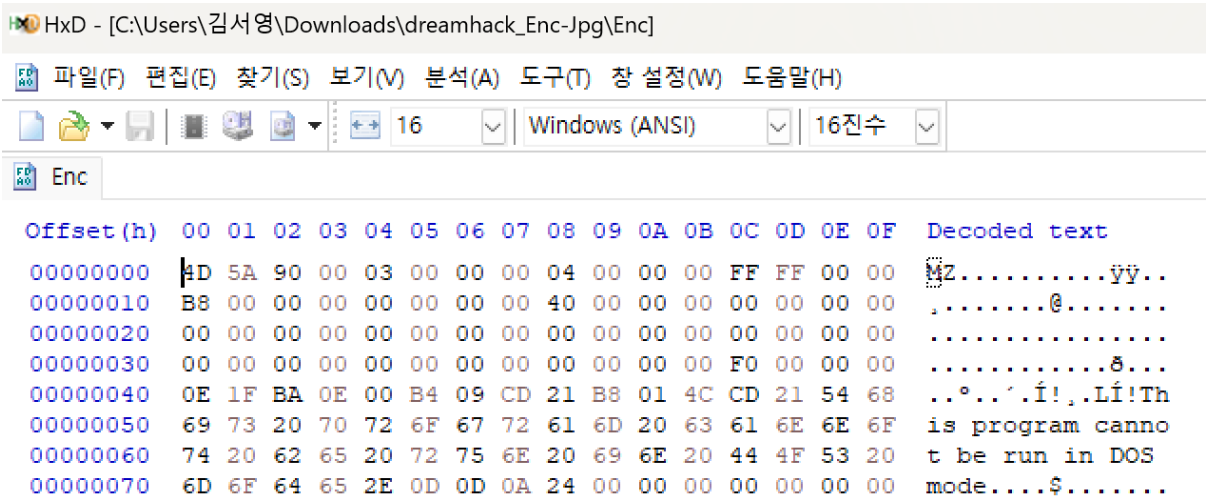 HxD - [C:\Users\김서영\Downloads\dreamhack_Enc-Jpg\Enc]
파일(F) 편집(E) 찾기(S) 보기(V) 분석(A) 도구(T) 창 설정(W) 도움말(H)
16 Windows (ANSI) 16진수
Enc
Offset(h) 00 01 02 03 04 05 06 07 08 09 0A 0B 0C 0D 0E 0F Decoded text
00000000 4D 5A 90 00 03 00 00 00 04 00 00 00 FF FF 00 00 MZ..........ÿÿ..
00000010 B8 00 00 00 00 00 00 00 40 00 00 00 00 00 00 00 ¸.......@.......
00000020 00 00 00 00 00 00 00 00 00 00 00 00 00 00 00 00 ................
00000030 00 00 00 00 00 00 00 00 00 00 00 00 F0 00 00 00 ............ð...
00000040 0E 1F BA 0E 00 B4 09 CD 21 B8 01 4C CD 21 54 68 ..º..´.Í!¸.LÍ!Th
00000050 69 73 20 70 72 6F 67 72 61 6D 20 63 61 6E 6E 6F is program canno
00000060 74 20 62 65 20 72 75 6E 20 69 6E 20 44 4F 53 20 t be run in DOS
00000070 6D 6F 64 65 2E 0D 0D 0A 24 00 00 00 00 00 00 00 mode....$.......